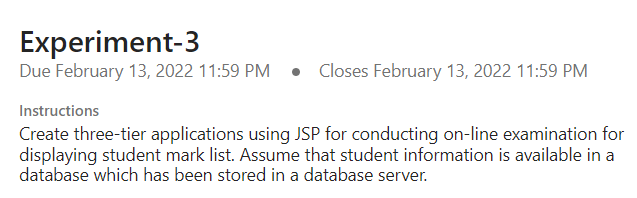 Experiment-3
Due February 13, 2022 11:59 PM • Closes February 13, 2022 11:59 PM
Instructions
Create three-tier applications using JSP for conducting on-line examination for
displaying student mark list. Assume that student information is available in a
database which has been stored in a database server.